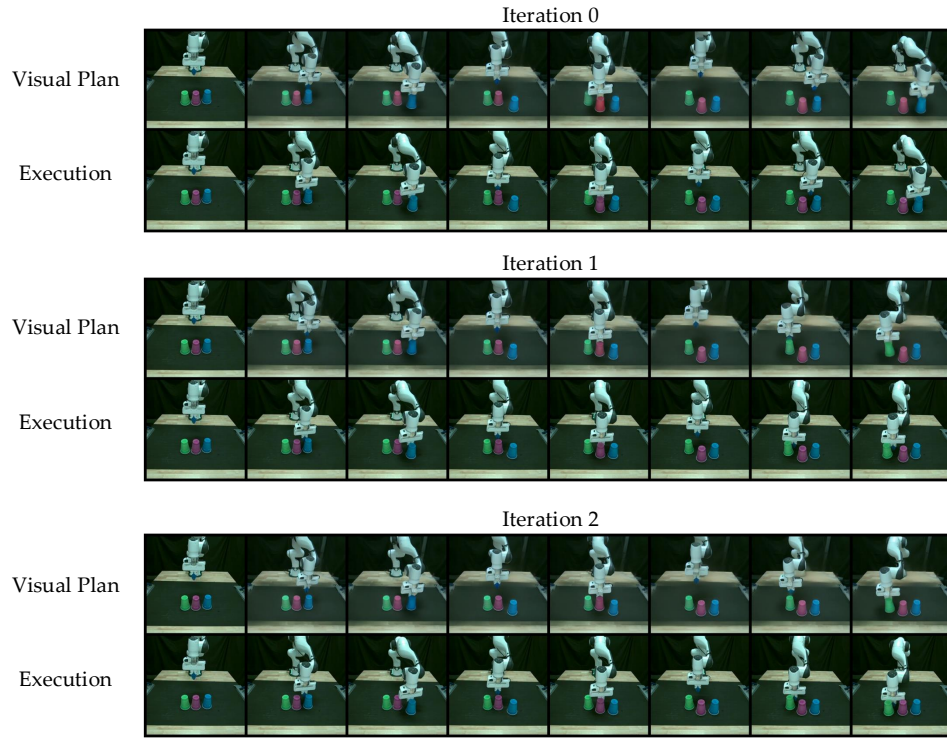 Iteration 0
Visual Plan
Execution
Iteration 1
Visual Plan
Execution
Iteration 2
Visual Plan
Execution